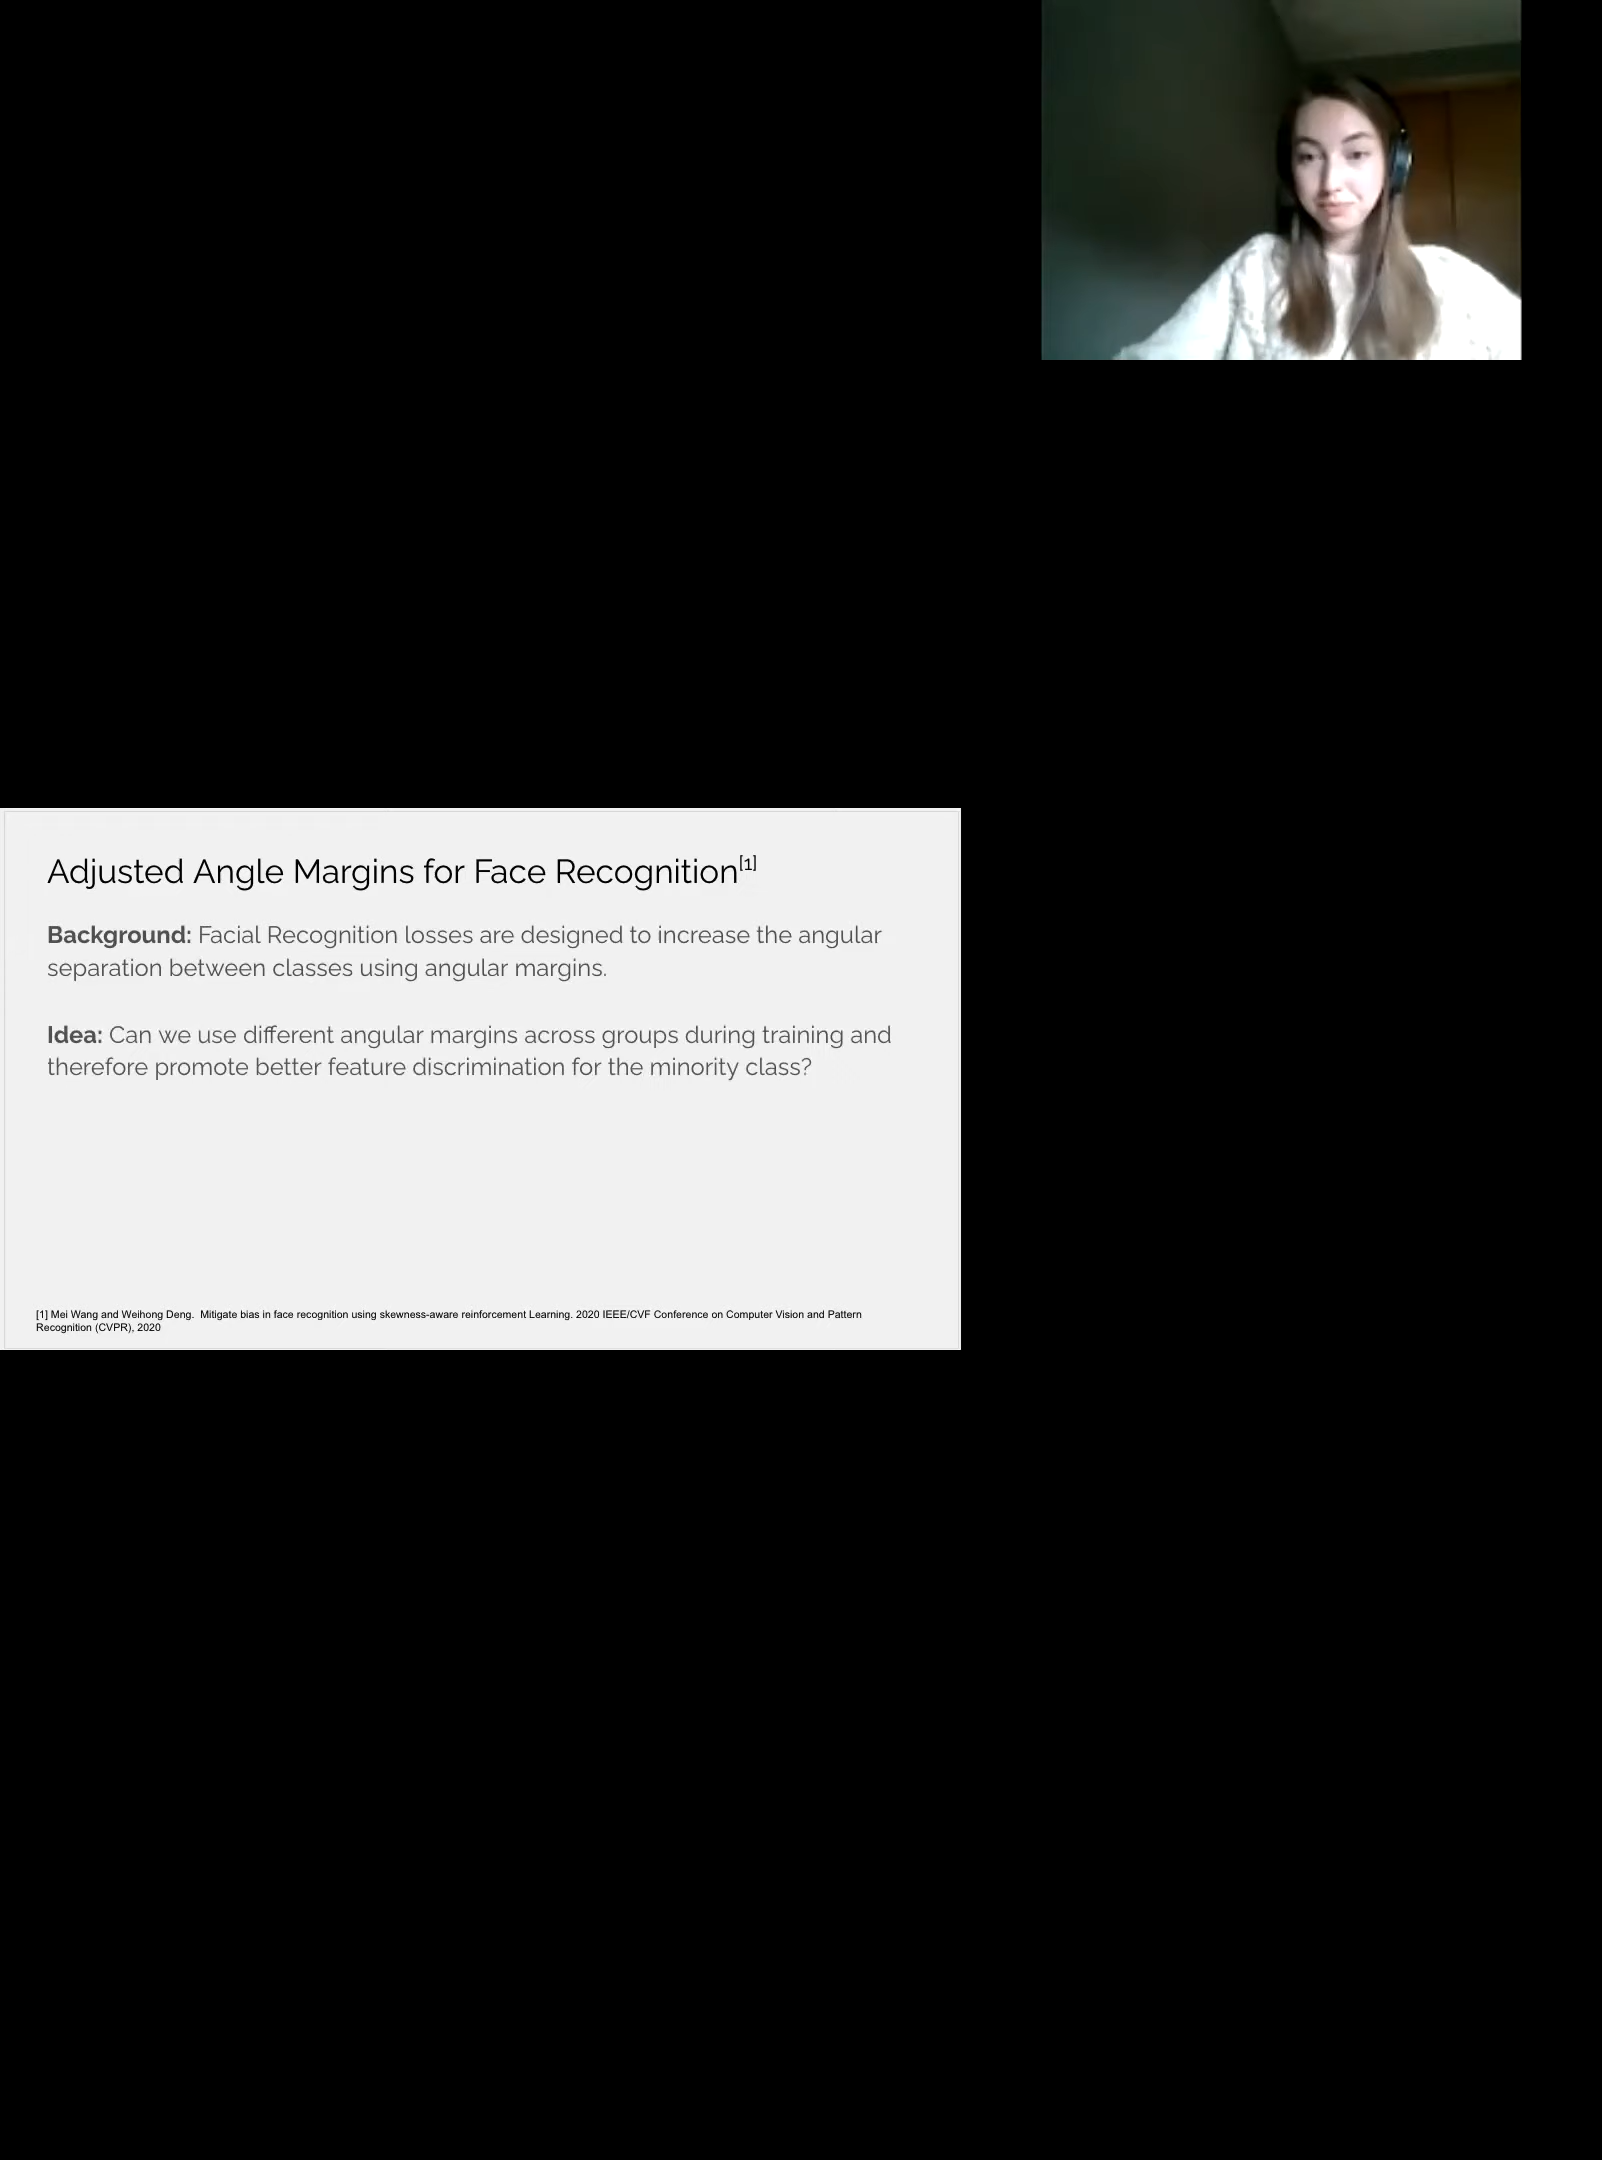 Adjusted Angle Margins for Face Recognition[1]
Background: Facial Recognition losses are designed to increase the angular
separation between classes using angular margins.
Idea: Can we use different angular margins across groups during training and
therefore promote better feature discrimination for the minority class?
[1] Mei Wang and Weihong Deng.  Mitigate bias in face recognition using skewness-aware reinforcement Learning. 2020 IEEE/CVF Conference on Computer Vision and Pattern
Recognition (CVPR), 2020